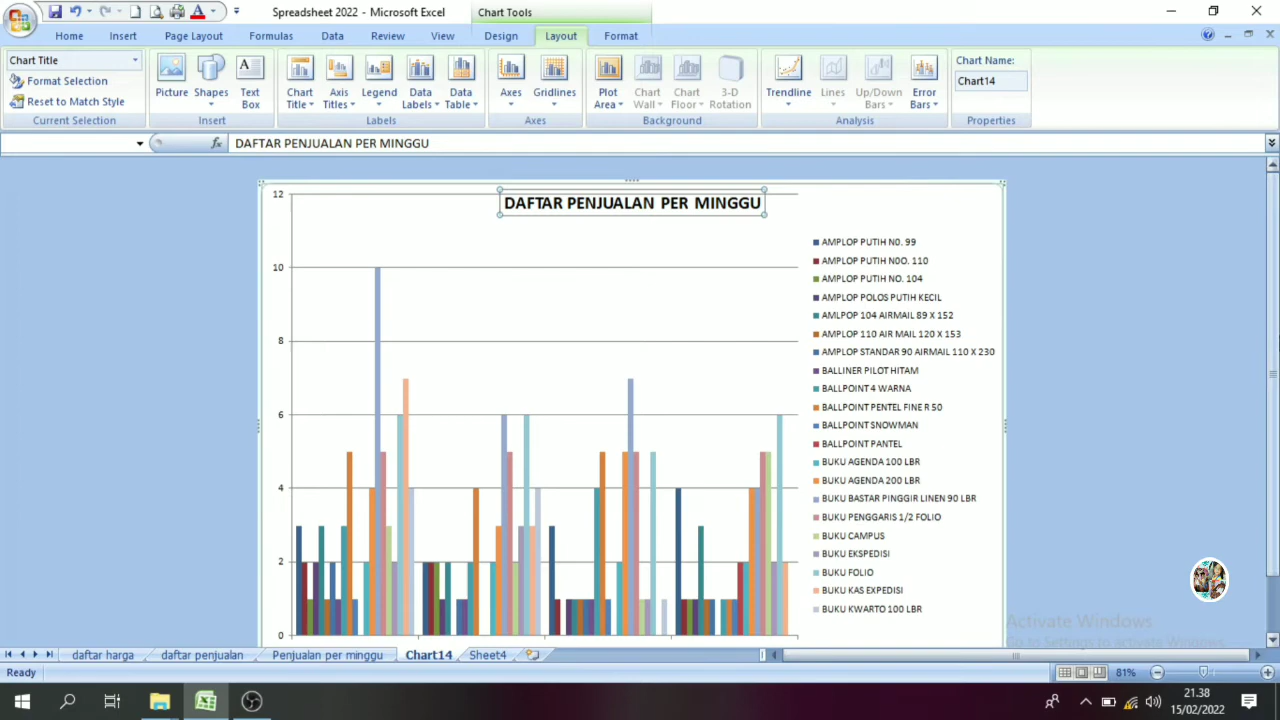 Spreadsheet 2022 - Microsoft Excel
Chart Tools
Home
Insert
Page Layout
Formulas
Data
Review
View
Design
Layout
Format
Chart Title
Format Selection
Reset to Match Style
Current Selection
Picture
Shapes
Text Box
Insert
Chart Title
Axis Titles
Legend
Data Labels
Data Table
Labels
Axes
Gridlines
Axes
Plot Area
Chart Wall
Chart Floor
3-D Rotation
Background
Trendline
Lines
Up/Down Bars
Error Bars
Analysis
Chart Name:
Chart14
Properties
fx
DAFTAR PENJUALAN PER MINGGU
DAFTAR PENJUALAN PER MINGGU
12
10
8
6
4
2
0
AMPLOP PUTIH N0. 99
AMPLOP PUTIH N0O. 110
AMPLOP PUTIH NO. 104
AMPLOP POLOS PUTIH KECIL
AMLPOP 104 AIRMAIL 89 X 152
AMPLOP 110 AIR MAIL 120 X 153
AMPLOP STANDAR 90 AIRMAIL 110 X 230
BALLINER PILOT HITAM
BALLPOINT 4 WARNA
BALLPOINT PENTEL FINE R 50
BALLPOINT SNOWMAN
BALLPOINT PANTEL
BUKU AGENDA 100 LBR
BUKU AGENDA 200 LBR
BUKU BASTAR PINGGIR LINEN 90 LBR
BUKU PENGGARIS 1/2 FOLIO
BUKU CAMPUS
BUKU EKSPEDISI
BUKU FOLIO
BUKU KAS EXPEDISI
BUKU KWARTO 100 LBR
Activate Windows
Go to Settings to activate Windows.
daftar harga
daftar penjualan
Penjualan per minggu
Chart14
Sheet4
Ready
81%
21.38
15/02/2022